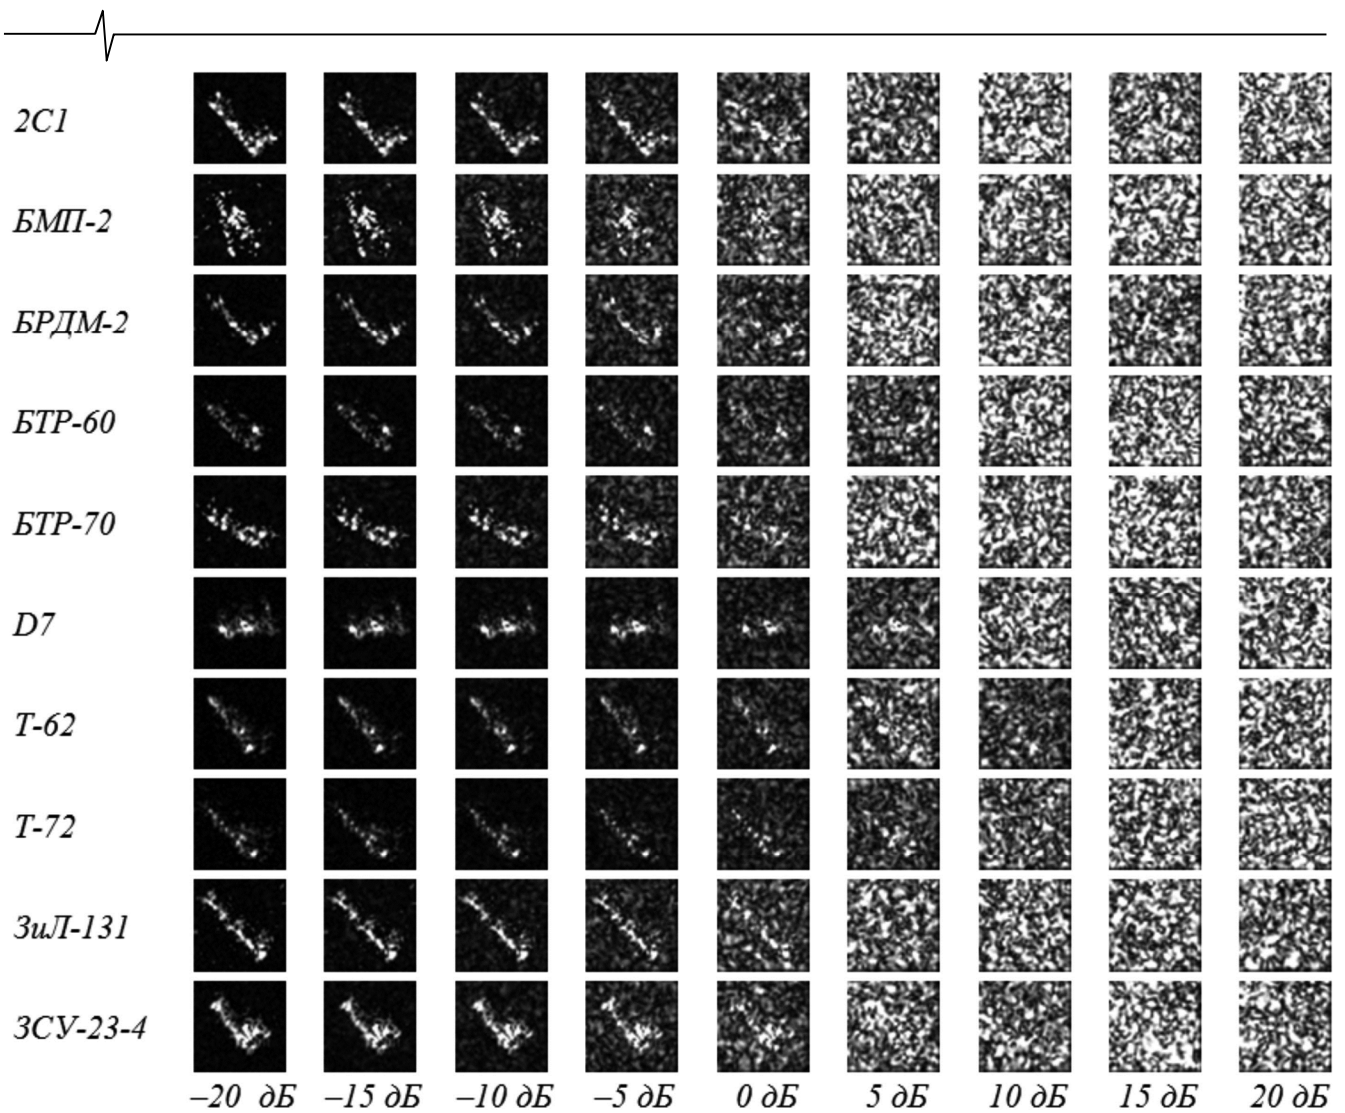 2С1
БМП-2
БРДМ-2
БТР-60
БТР-70
D7
Т-62
Т-72
ЗиЛ-131
ЗСУ-23-4
–20 дБ –15 дБ –10 дБ –5 дБ 0 дБ 5 дБ 10 дБ 15 дБ 20 дБ